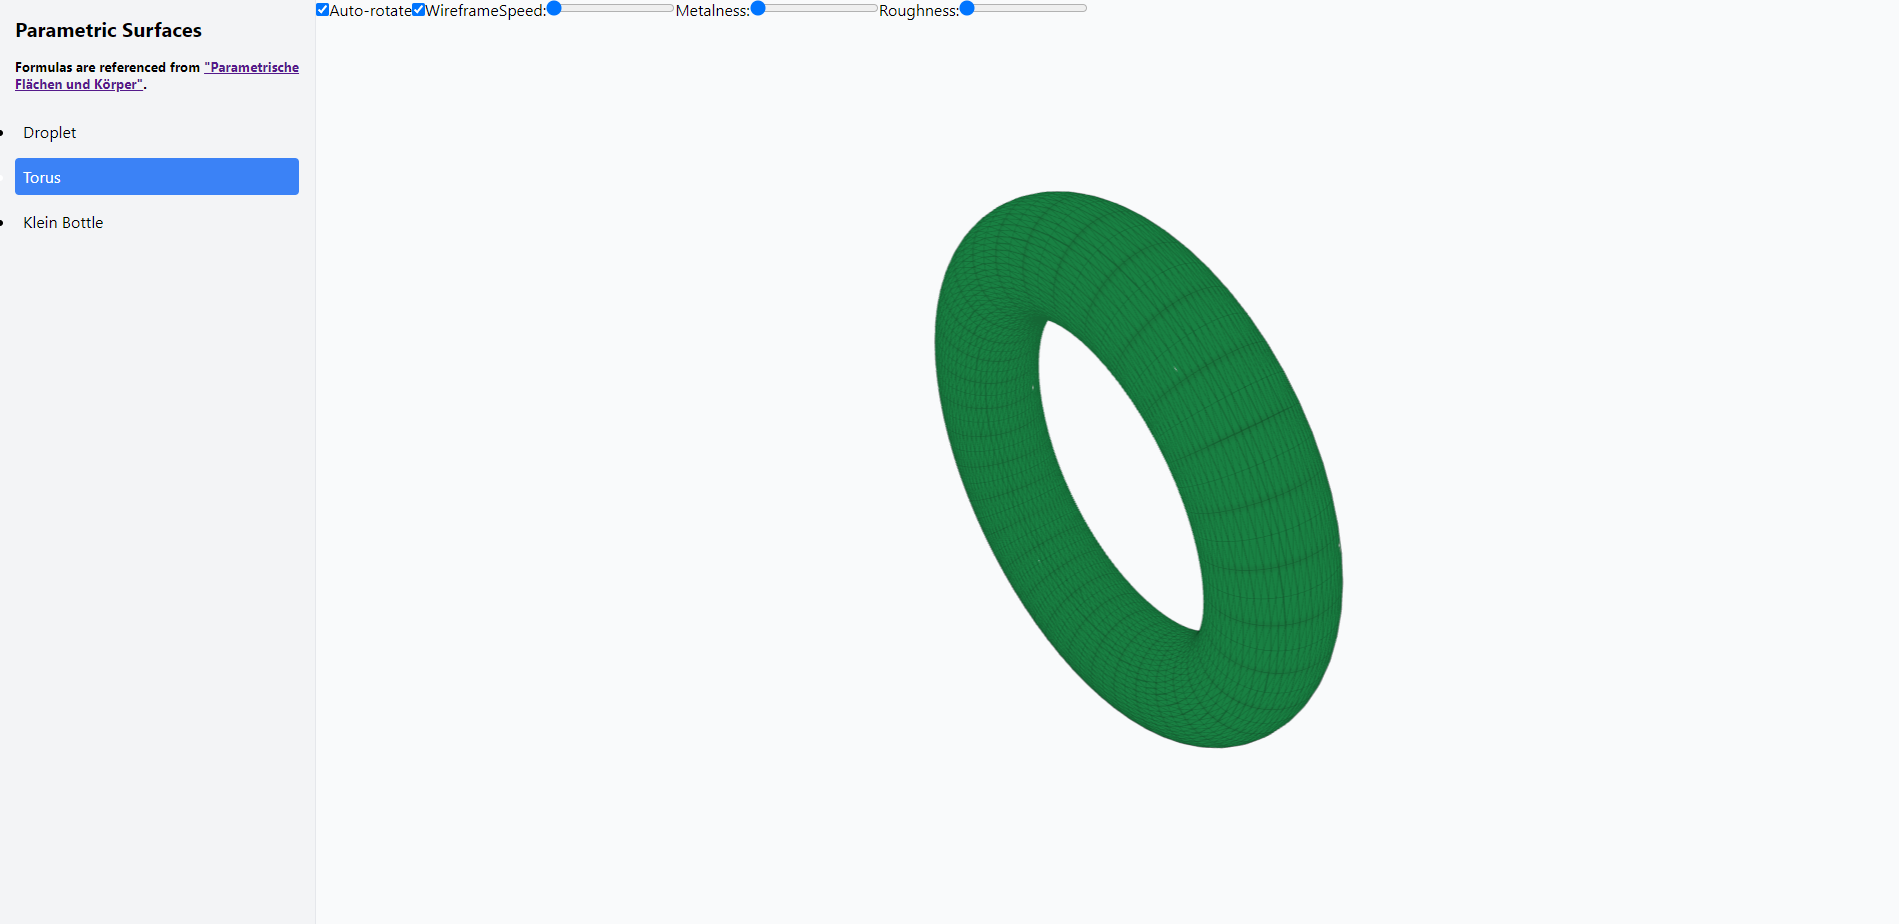 Parametric Surfaces
Formulas are referenced from "Parametrische
Flächen und Körper".
Droplet
Torus
Klein Bottle
Auto-rotate Wireframe Speed: Metalness: Roughness: